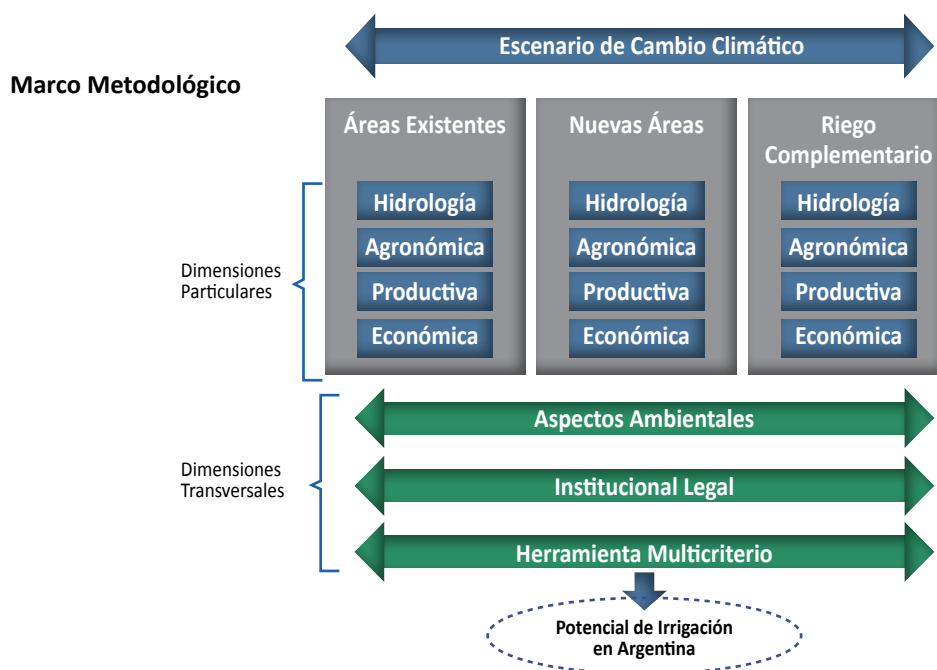 Escenario de Cambio Climático
Marco Metodológico
Áreas Existentes
Hidrología
Agronómica
Productiva
Económica
Nuevas Áreas
Hidrología
Agronómica
Productiva
Económica
Riego
Complementario
Hidrología
Agronómica
Productiva
Económica
Dimensiones
Particulares
Aspectos Ambientales
Dimensiones
Transversales
Institucional Legal
Herramienta Multicriterio
Potencial de Irrigación
en Argentina